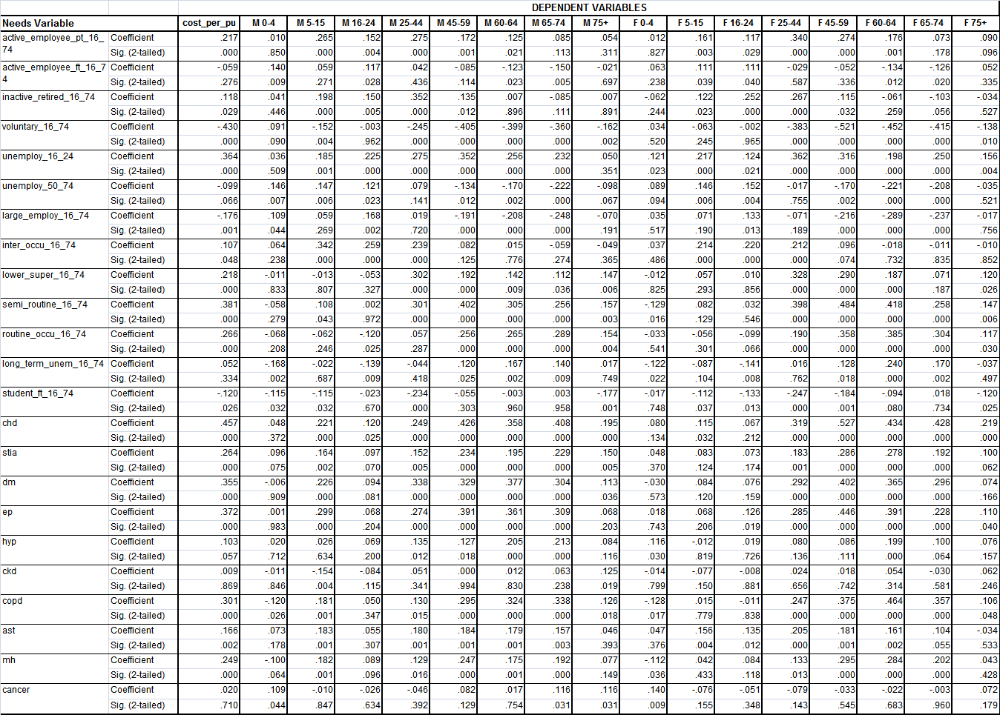 DEPENDENT VARIABLES
Needs Variable cost_per_pu M 0-4 M 5-15 M 16-24 M 25-44 M 45-59 M 60-64 M 65-74 M 75+ F 0-4 F 5-15 F 16-24 F 25-44 F 45-59 F 60-64 F 65-74 F 75+
active_employee_pt_16_ Coefficient .217 .010 .265 .152 .275 .172 .125 .085 .054 .012 .161 .117 .340 .274 .176 .073 .090
74 Sig. (2-tailed) .000 .850 .000 .004 .000 .001 .021 .113 .311 .827 .003 .029 .000 .000 .001 .178 .096
active_employee_ft_16_7 Coefficient -.059 .140 .059 .117 .042 -.085 -.123 -.150 -.021 .063 .111 .111 -.029 -.052 -.134 -.126 .052
4 Sig. (2-tailed) .276 .009 .271 .028 .436 .114 .023 .005 .697 .238 .039 .040 .587 .336 .012 .020 .335
inactive_retired_16_74 Coefficient .118 .041 .198 .150 .352 .135 .007 -.085 .007 -.062 .122 .252 .267 .115 -.061 -.103 -.034
Sig. (2-tailed) .029 .446 .000 .005 .000 .012 .896 .111 .891 .244 .023 .000 .000 .032 .259 .056 .527
voluntary_16_74 Coefficient -.430 .091 -.152 -.003 -.245 -.405 -.399 -.360 -.162 .034 -.063 -.002 -.383 -.521 -.452 -.415 -.138
Sig. (2-tailed) .000 .090 .004 .962 .000 .000 .000 .000 .002 .520 .245 .965 .000 .000 .000 .000 .010
unemploy_16_24 Coefficient .364 .036 .185 .225 .275 .352 .256 .232 .050 .121 .217 .124 .362 .316 .198 .250 .156
Sig. (2-tailed) .000 .509 .001 .000 .000 .000 .000 .000 .351 .023 .000 .021 .000 .000 .000 .000 .004
unemploy_50_74 Coefficient -.099 .146 .147 .121 .079 -.134 -.170 -.222 -.098 .089 .146 .152 -.017 -.170 -.221 -.208 -.035
Sig. (2-tailed) .066 .007 .006 .023 .141 .012 .002 .000 .067 .094 .006 .004 .755 .002 .000 .000 .521
large_employ_16_74 Coefficient -.176 .109 .059 .168 .019 -.191 -.208 -.248 -.070 .035 .071 .133 -.071 -.216 -.289 -.237 -.017
Sig. (2-tailed) .001 .044 .269 .002 .720 .000 .000 .000 .191 .517 .190 .013 .189 .000 .000 .000 .756
inter_occu_16_74 Coefficient .107 .064 .342 .259 .239 .082 .015 -.059 -.049 .037 .214 .220 .212 .096 -.018 -.011 -.010
Sig. (2-tailed) .048 .238 .000 .000 .000 .125 .776 .274 .365 .486 .000 .000 .000 .074 .732 .835 .852
lower_super_16_74 Coefficient .218 -.011 -.013 -.053 .302 .192 .142 .112 .147 -.012 .057 .010 .328 .290 .187 .071 .120
Sig. (2-tailed) .000 .833 .807 .327 .000 .000 .009 .036 .006 .825 .293 .856 .000 .000 .000 .187 .026
semi_routine_16_74 Coefficient .381 -.058 .108 .002 .301 .402 .305 .256 .157 -.129 .082 .032 .398 .484 .418 .258 .147
Sig. (2-tailed) .000 .279 .043 .972 .000 .000 .000 .000 .003 .016 .129 .546 .000 .000 .000 .000 .006
routine_occu_16_74 Coefficient .266 -.068 -.062 -.120 .057 .256 .265 .289 .154 -.033 -.056 -.099 .190 .358 .385 .304 .117
Sig. (2-tailed) .000 .208 .246 .025 .287 .000 .000 .000 .004 .541 .301 .066 .000 .000 .000 .000 .030
long_term_unem_16_74 Coefficient .052 -.168 -.022 -.139 -.044 .120 .167 .140 .017 -.122 -.087 -.141 .016 .128 .240 .170 -.037
Sig. (2-tailed) .334 .002 .687 .009 .418 .025 .002 .009 .749 .022 .104 .008 .762 .018 .000 .002 .497
student_ft_16_74 Coefficient -.120 -.115 -.115 -.023 -.234 -.055 -.003 .003 -.177 -.017 -.112 -.133 -.247 -.184 -.094 .018 -.120
Sig. (2-tailed) .026 .032 .032 .670 .000 .303 .960 .958 .001 .748 .037 .013 .000 .001 .080 .734 .025
chd Coefficient .457 .048 .221 .120 .249 .426 .358 .408 .195 .080 .115 .067 .319 .527 .434 .428 .219
Sig. (2-tailed) .000 .372 .000 .025 .000 .000 .000 .000 .000 .134 .032 .212 .000 .000 .000 .000 .000
stia Coefficient .264 .096 .164 .097 .152 .234 .195 .229 .150 .048 .083 .073 .183 .286 .278 .192 .100
Sig. (2-tailed) .000 .075 .002 .070 .005 .000 .000 .000 .005 .370 .124 .174 .001 .000 .000 .000 .062
dm Coefficient .355 -.006 .226 .094 .338 .329 .377 .304 .113 -.030 .084 .076 .292 .402 .365 .296 .074
Sig. (2-tailed) .000 .909 .000 .081 .000 .000 .000 .000 .036 .573 .120 .159 .000 .000 .000 .000 .166
ep Coefficient .372 .001 .299 .068 .274 .391 .361 .309 .068 .018 .068 .126 .285 .446 .391 .228 .110
Sig. (2-tailed) .000 .983 .000 .204 .000 .000 .000 .000 .203 .743 .206 .019 .000 .000 .000 .000 .040
hyp Coefficient .103 .020 .026 .069 .135 .127 .205 .213 .084 .116 -.012 .019 .080 .086 .199 .100 .076
Sig. (2-tailed) .057 .712 .634 .200 .012 .018 .000 .000 .116 .030 .819 .726 .136 .111 .000 .064 .157
ckd Coefficient .009 -.011 -.154 -.084 .051 .000 .012 .063 .125 -.014 -.077 -.008 .024 .018 .054 -.030 .062
Sig. (2-tailed) .869 .846 .004 .115 .341 .994 .830 .238 .019 .799 .150 .881 .656 .742 .314 .581 .246
copd Coefficient .301 -.120 .181 .050 .130 .295 .324 .338 .126 -.128 .015 -.011 .247 .375 .464 .357 .106
Sig. (2-tailed) .000 .026 .001 .347 .015 .000 .000 .000 .018 .017 .779 .838 .000 .000 .000 .000 .048
ast Coefficient .166 .073 .183 .055 .180 .184 .179 .157 .046 .047 .156 .135 .205 .181 .161 .104 -.034
Sig. (2-tailed) .002 .178 .001 .307 .001 .001 .001 .003 .393 .376 .004 .012 .000 .001 .002 .055 .533
mh Coefficient .249 -.100 .182 .089 .129 .247 .175 .192 .077 -.112 .042 .084 .133 .295 .284 .202 .043
Sig. (2-tailed) .000 .064 .001 .096 .016 .000 .001 .000 .149 .036 .433 .118 .013 .000 .000 .000 .428
cancer Coefficient .020 .109 -.010 -.026 -.046 .082 .017 .116 .116 .140 -.076 -.051 -.079 -.033 -.022 -.003 .072
Sig. (2-tailed) .710 .044 .847 .634 .392 .129 .754 .031 .031 .009 .155 .348 .143 .545 .683 .960 .179